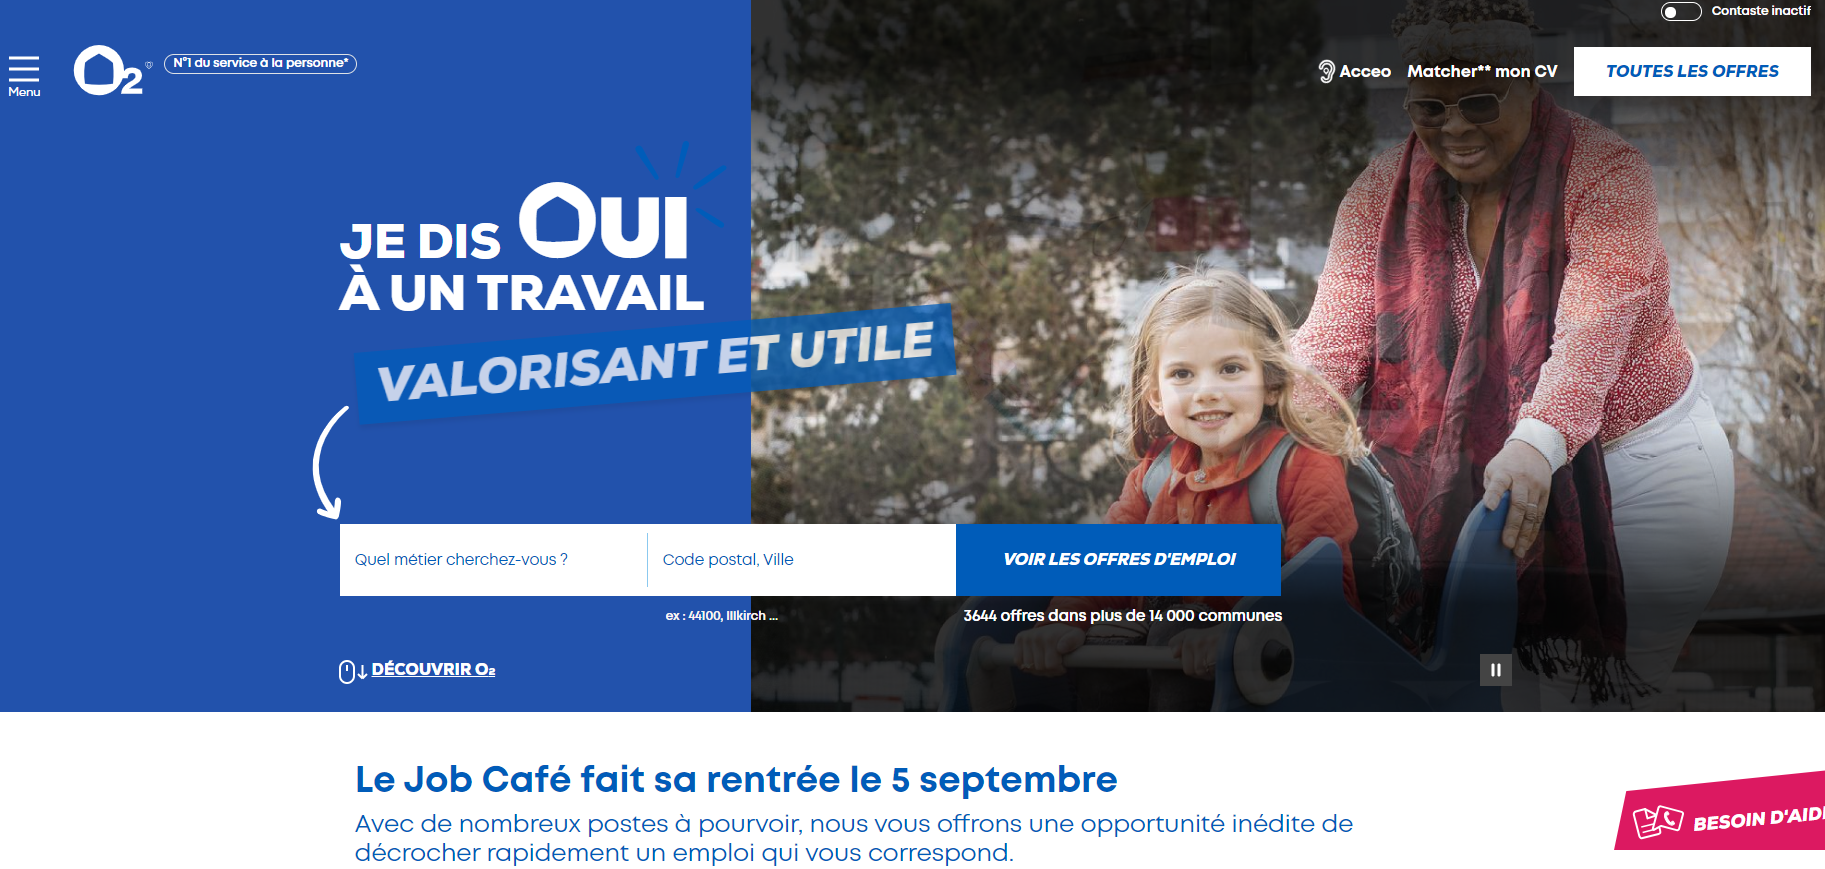 Contaste inactif
Menu
O2
N°1 du service à la personne*
Acceo
Matcher** mon CV
TOUTES LES OFFRES
JE DIS OUI
À UN TRAVAIL
VALORISANT ET UTILE
Quel métier cherchez-vous ?
Code postal, Ville
VOIR LES OFFRES D'EMPLOI
ex : 44100, Illkirch ...
3644 offres dans plus de 14 000 communes
DÉCOUVRIR O2
Le Job Café fait sa rentrée le 5 septembre
Avec de nombreux postes à pourvoir, nous vous offrons une opportunité inédite de
décrocher rapidement un emploi qui vous correspond.
BESOIN D'AID